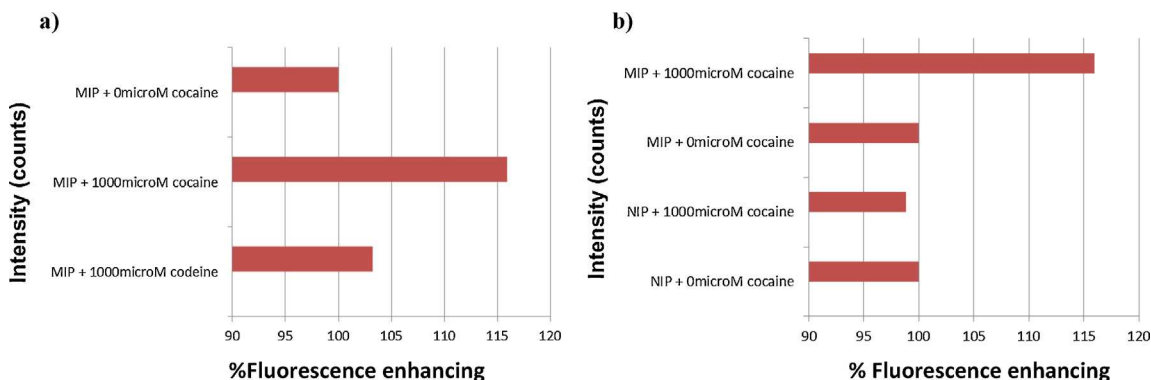 a)
Intensity (counts)
MIP + 0microM cocaine
MIP + 1000microM cocaine
MIP + 1000microM codeine
90 95 100 105 110 115 120
%Fluorescence enhancing
b)
Intensity (counts)
MIP + 1000microM cocaine
MIP + 0microM cocaine
NIP + 1000microM cocaine
NIP + 0microM cocaine
90 95 100 105 110 115 120
% Fluorescence enhancing